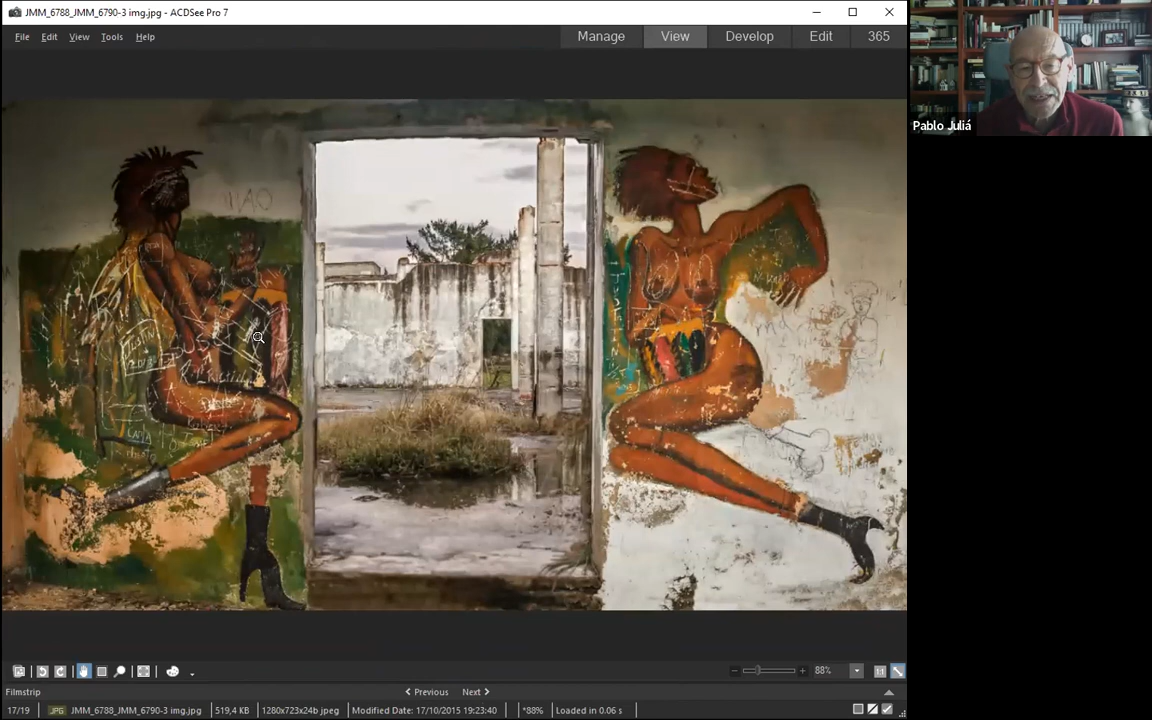 JMM_6788_JMM_6790-3 img.jpg - ACDSee Pro 7
File Edit View Tools Help
Manage View Develop Edit 365
Pablo Juliá
88%
Filmstrip
Previous Next
17/19 JPG JMM_6788_JMM_6790-3 img.jpg 519,4 KB 1280x723x24b jpeg Modified Date: 17/10/2015 19:23:40 *88% Loaded in 0.06 s